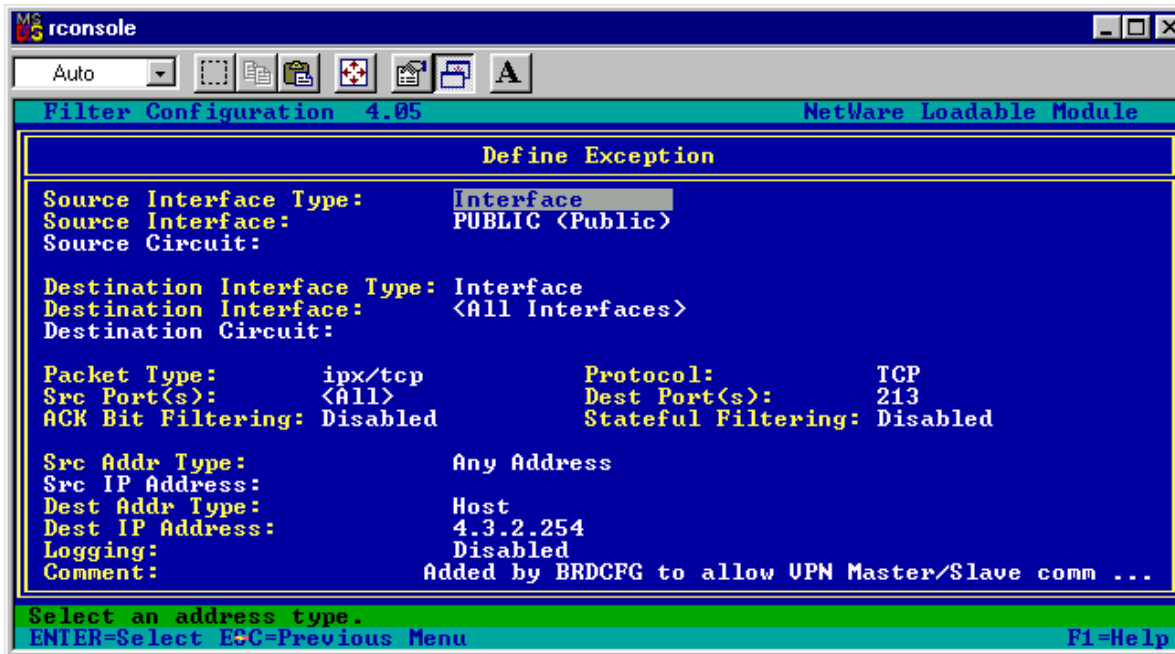 MS DS rconsole
Auto A
Filter Configuration 4.05 NetWare Loadable Module
Define Exception
Source Interface Type: Interface
Source Interface: PUBLIC <Public>
Source Circuit:
Destination Interface Type: Interface
Destination Interface: <All Interfaces>
Destination Circuit:
Packet Type: ipx/tcp Protocol: TCP
Src Port(s): <All> Dest Port(s): 213
ACK Bit Filtering: Disabled Stateful Filtering: Disabled
Src Addr Type: Any Address
Src IP Address:
Dest Addr Type: Host
Dest IP Address: 4.3.2.254
Logging: Disabled
Comment: Added by BRDCFG to allow VPN Master/Slave comm ...
Select an address type.
ENTER=Select ESC=Previous Menu F1=Help